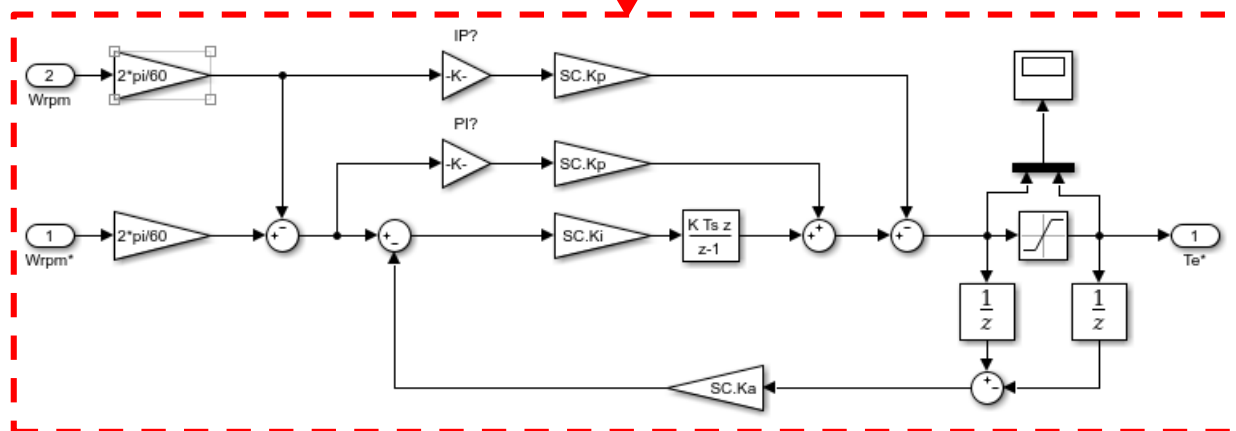 IP?
2
2*pi/60
-K-
SC.Kp
Wrpm
PI?
-K-
SC.Kp
1
2*pi/60
+
-
+
-
SC.Ki
K Ts z
z-1
+
+
+
-
1
Wrpm*
Te*
1
z
1
z
SC.Ka
+
-